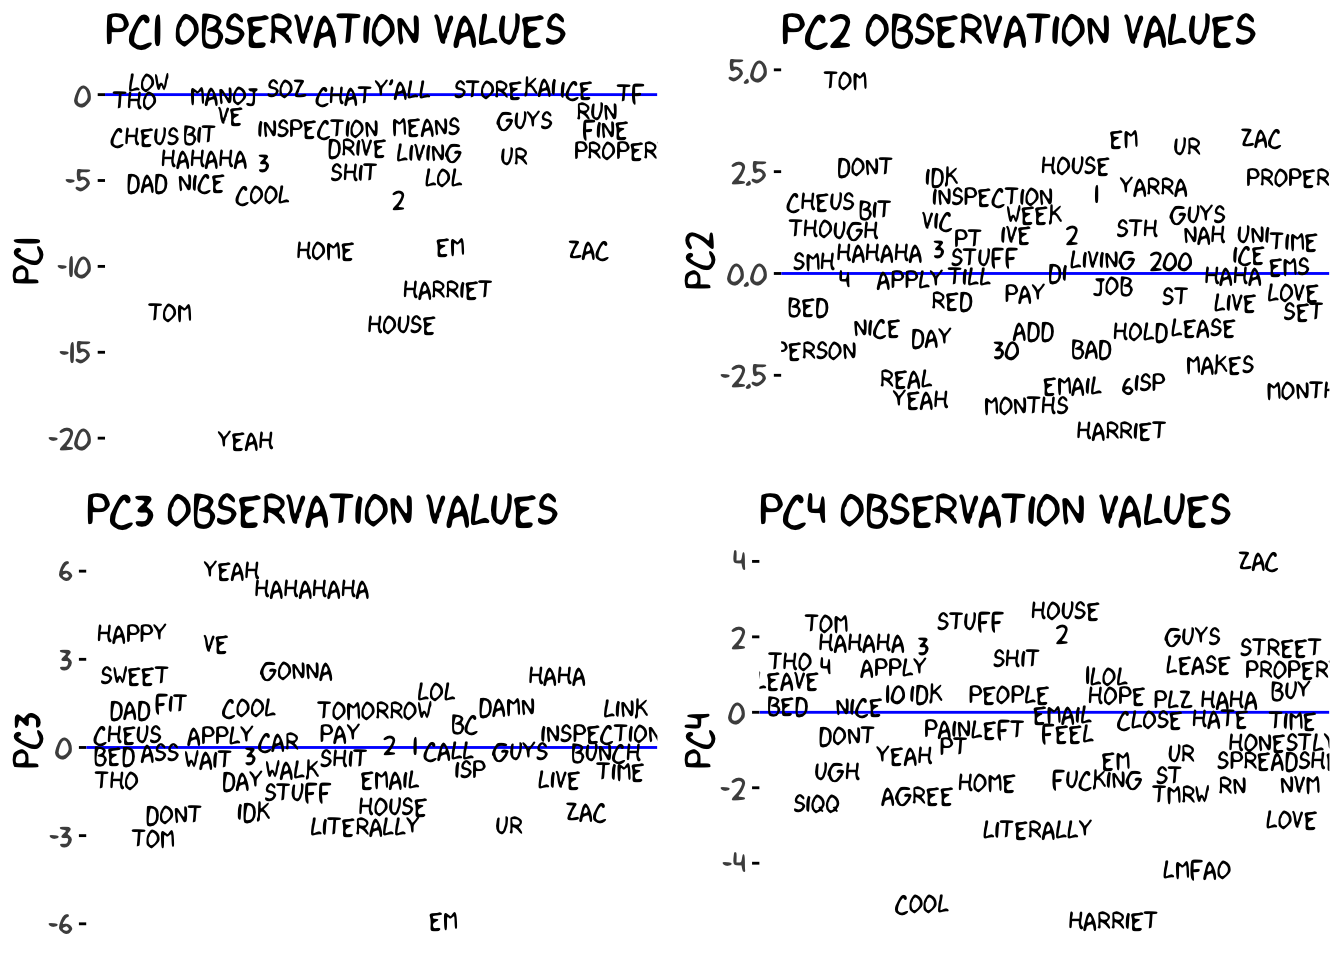 PC1 OBSERVATION VALUES
LOW
SOZ Y'ALL STORE KALICE TF
0 THO MANOJ CHAT
VE GUYS RUN
CHEUS BIT INSPECTION MEANS FINE
HAHAHA 3 DRIVE LIVING UR PROPER
-5 DAD NICE SHIT LOL
COOL 2
PC1
-10 HOME EM ZAC
HARRIET
TOM HOUSE
-15
-20 YEAH
PC2 OBSERVATION VALUES
5.0 TOM
EM UR ZAC
2.5 DONT IDK HOUSE PROPER
INSPECTION 1 YARRA
CHEUS BIT VIC WEEK GUYS
THOUGH PT IVE 2 STH NAH UNI TIME
PC2
SMH HAHAHA 3 STUFF LIVING 200 ICE EMS
0.0 4 APPLY TILL DI HAHA
BED RED PAY JOB ST LIVE LOVE
SET
NICE DAY ADD HOLD LEASE
PERSON 30 BAD MAKES
-2.5 REAL EMAIL 6 ISP
YEAH MONTHS MONTH
HARRIET
PC3 OBSERVATION VALUES
6 YEAH
HAHAHAHA
HAPPY VE
3
SWEET GONNA HAHA
DAD FIT COOL TOMORROW LOL DAMN LINK
PC3
CHEUS APPLY CAR PAY BC INSPECTION
0 BED ASS WAIT 3 SHIT 2 1 CALL GUYS BUNCH
THO DAY WALK EMAIL ISP LIVE TIME
STUFF
DONT IDK HOUSE ZAC
-3 TOM LITERALLY UR
-6 EM
PC4 OBSERVATION VALUES
4 ZAC
TOM STUFF HOUSE
2 HAHAHA 3 2 GUYS STREET
THO 4 APPLY SHIT LEASE PROPER
LEAVE 1 LOL
PC4
BED NICE 10 IDK PEOPLE HOPE PLZ HAHA BUY
0 EMAIL CLOSE HATE TIME
DONT PAIN LEFT FEEL HONESTLY
YEAH PT EM UR SPREADSHI
UGH HOME FUCKING ST
-2 SIQQ AGREE TMRW RN NVM
LITERALLY LOVE
-4 LMFAO
COOL HARRIET